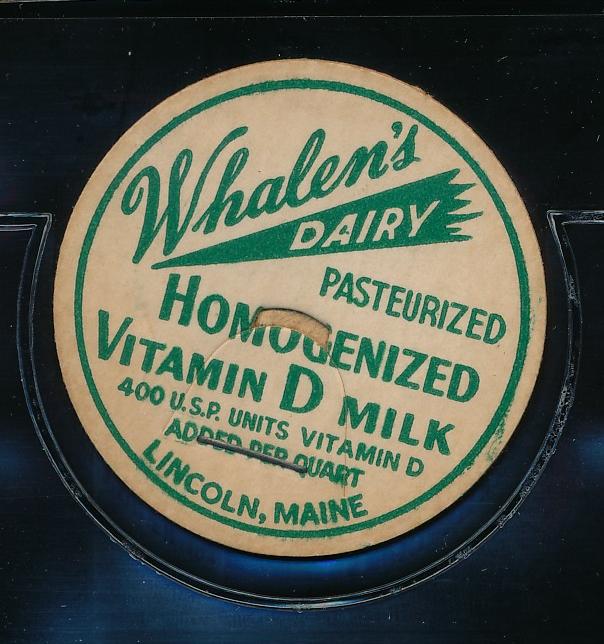 Whalen's
DAIRY
PASTEURIZED
HOMOGENIZED
VITAMIN D MILK
400 U.S.P. UNITS VITAMIN D
ADDED PER QUART
LINCOLN, MAINE